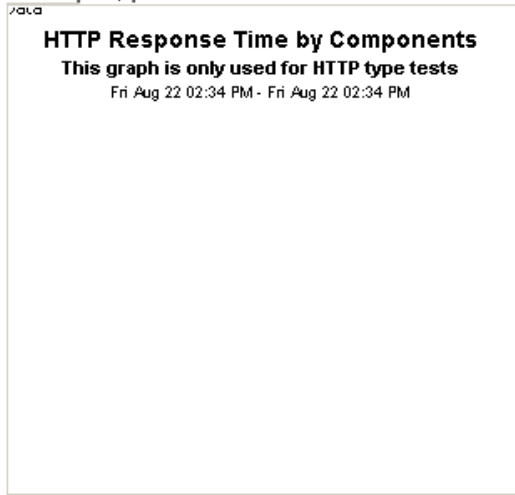 HTTP Response Time by Components
This graph is only used for HTTP type tests
Fri Aug 22 02:34 PM - Fri Aug 22 02:34 PM